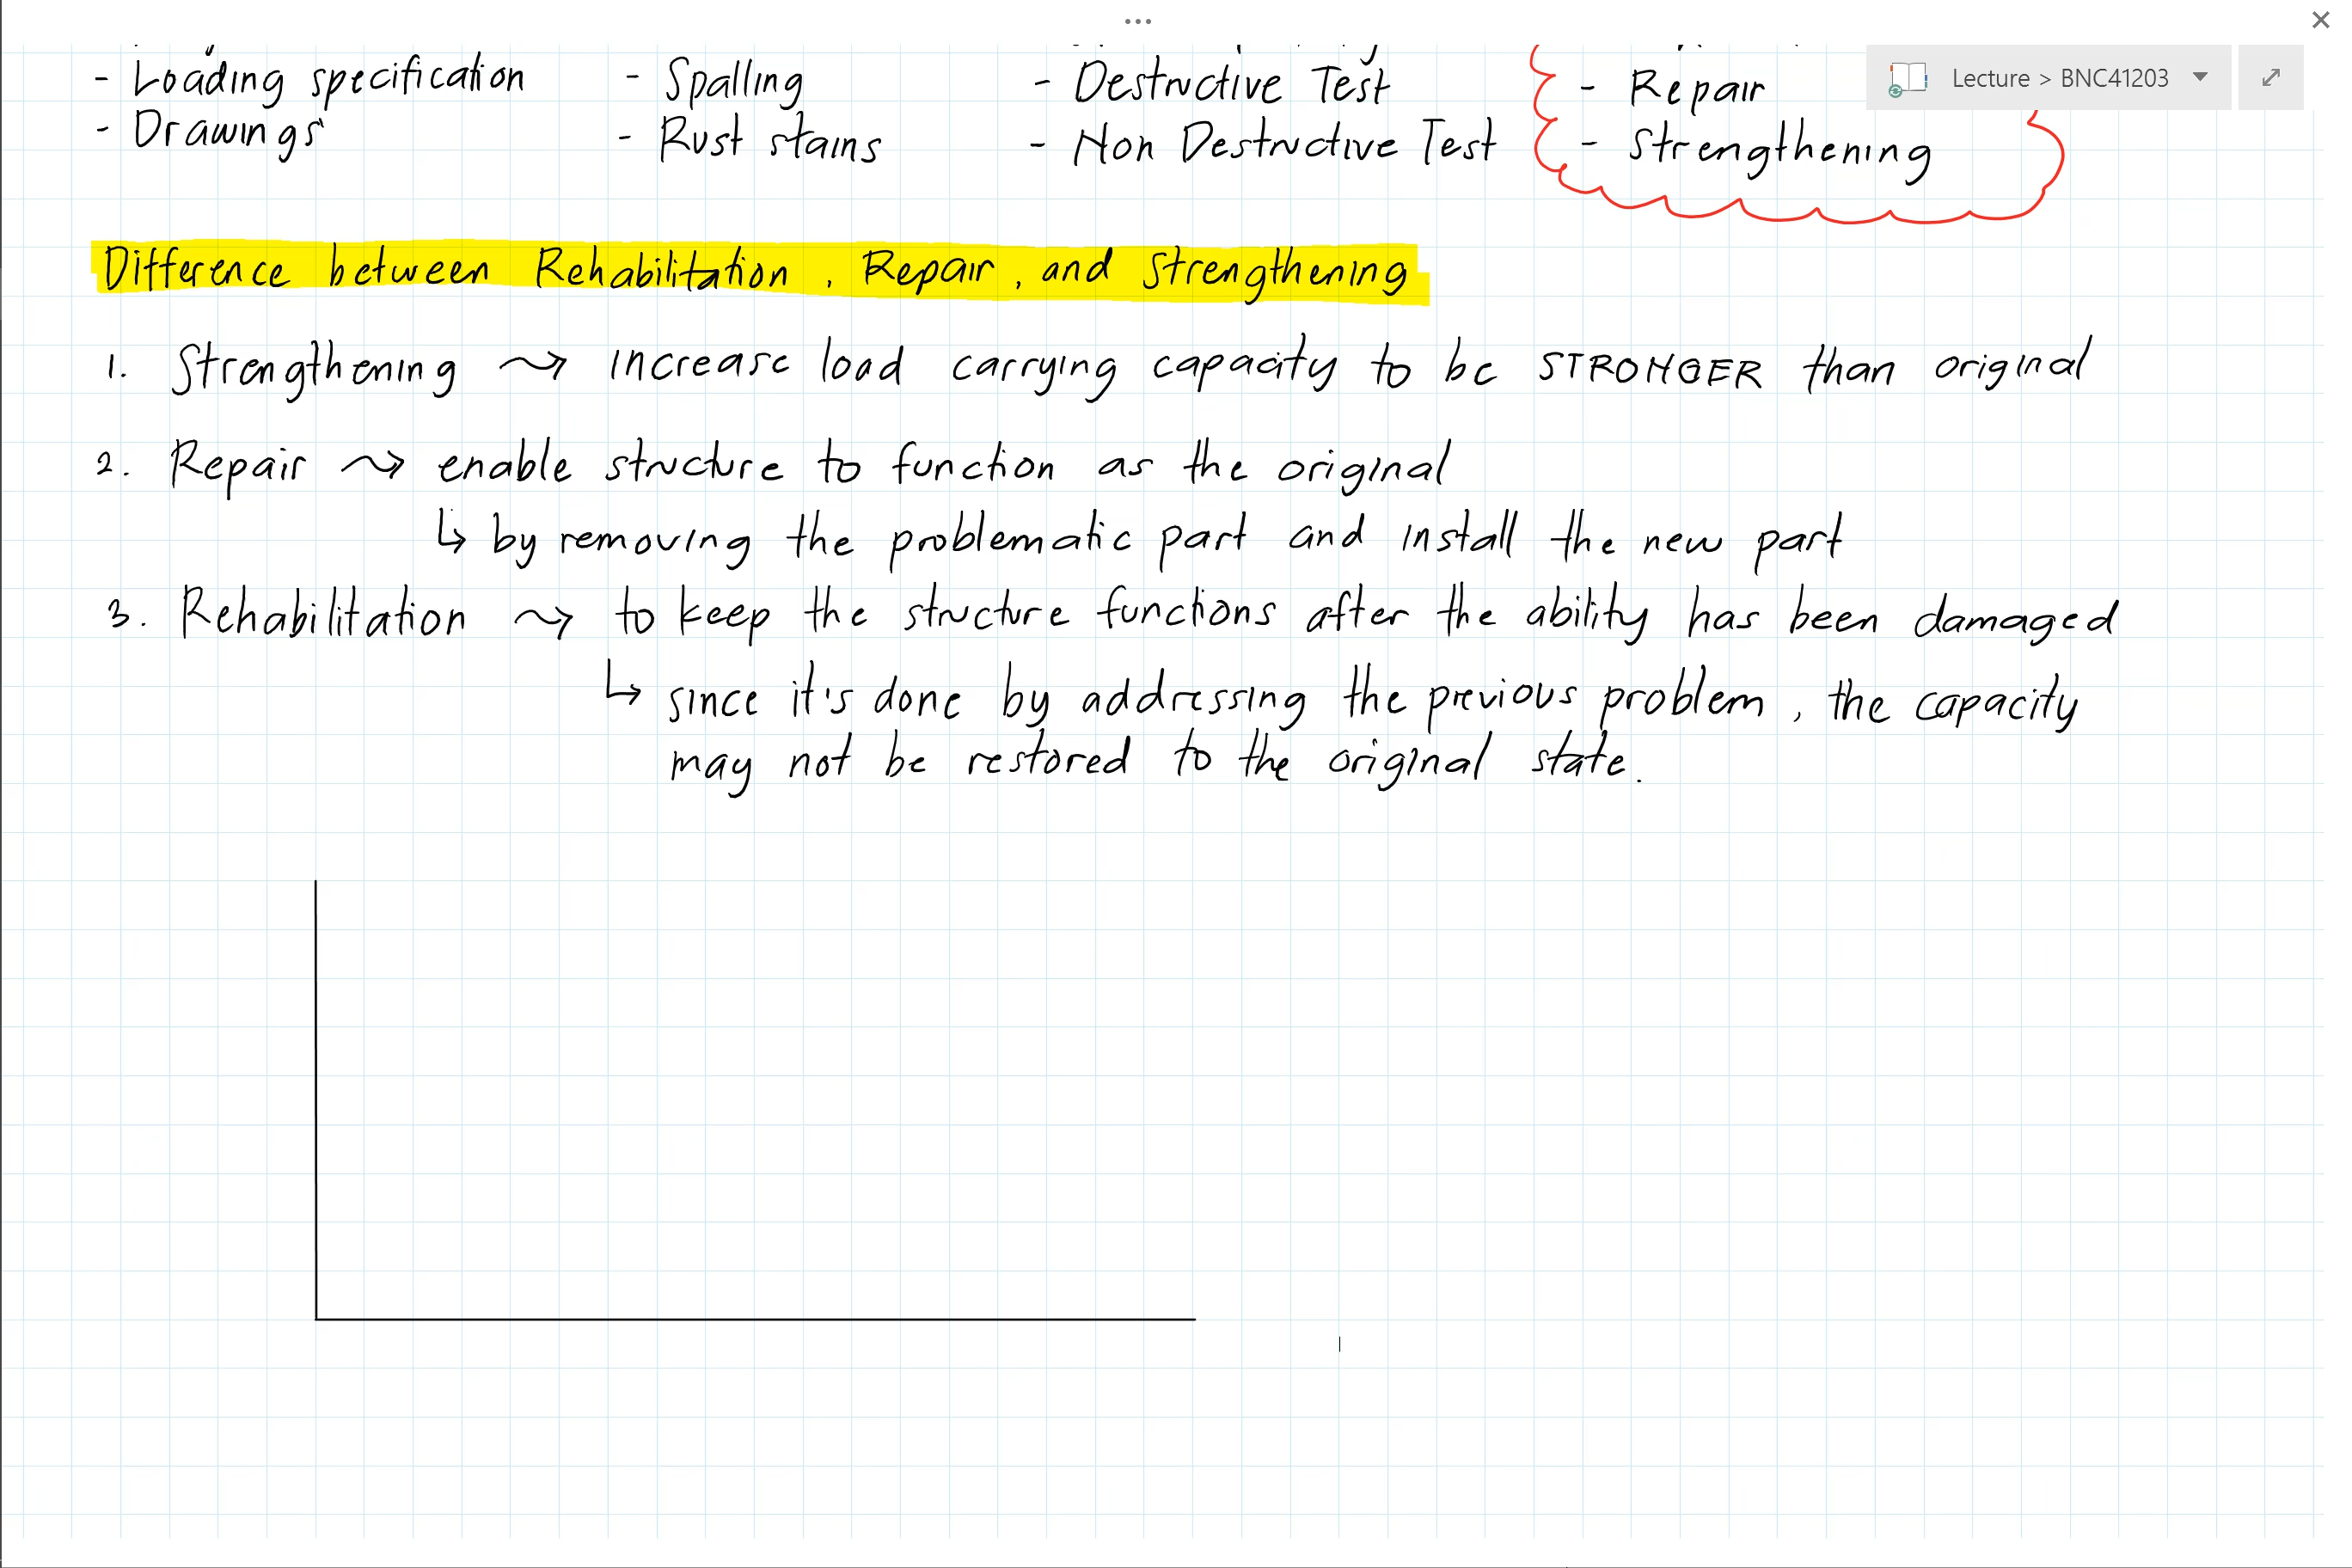 - Loading specification - Spalling - Destructive Test - Repair
Lecture > BNC41203
- Drawings - Rust stains - Non Destructive Test - Strengthening
Difference between Rehabilitation, Repair, and Strengthening
1. Strengthening ⤳ increase load carrying capacity to be STRONGER than original
2. Repair ⤳ enable structure to function as the original
↳ by removing the problematic part and install the new part
3. Rehabilitation ⤳ to keep the structure functions after the ability has been damaged
↳ since it's done by addressing the previous problem, the capacity
may not be restored to the original state.